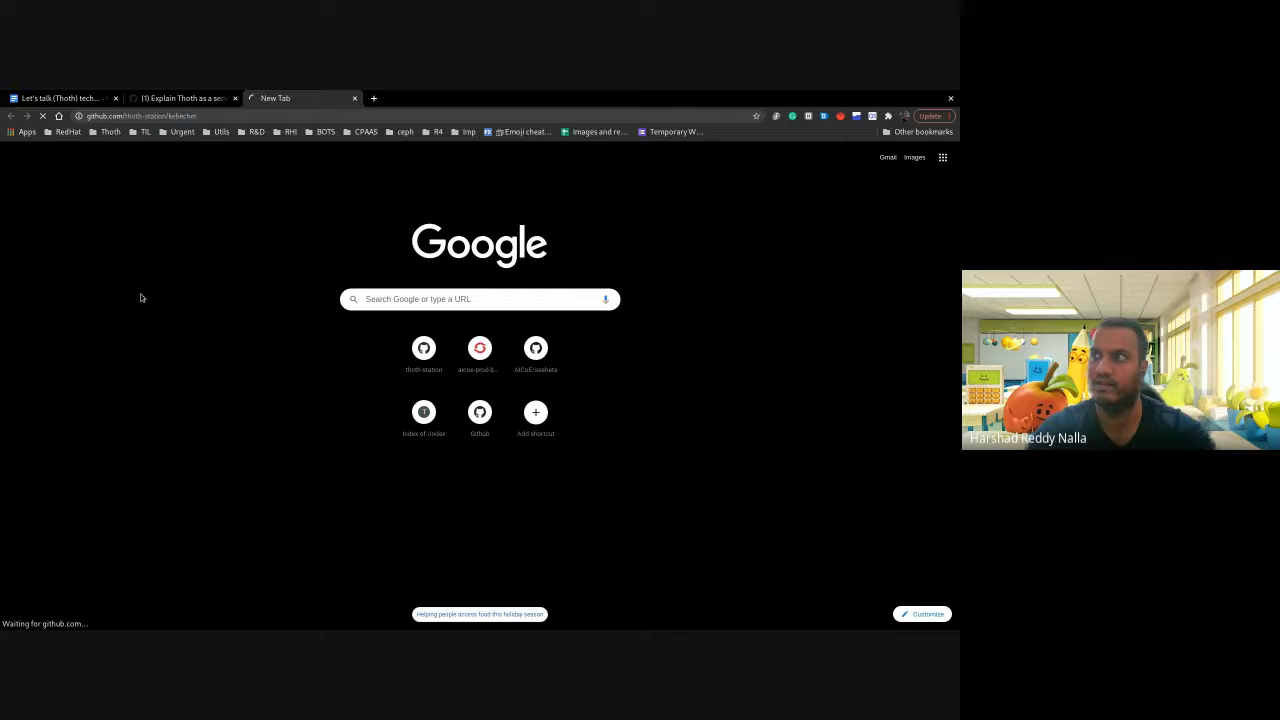 Let's talk (Thoth) tech... -
(1) Explain Thoth as a serv
New Tab
github.com/thoth-station/kebechet
Update
Apps
RedHat
Thoth
TIL
Urgent
Utils
R&D
RHI
BOTS
CPAAS
ceph
R4
Imp
Emoji cheat...
Images and re...
Temporary W...
Other bookmarks
Gmail
Images
Google
Search Google or type a URL
thoth-station
aicoe-prod-b...
AICoE/sesheta
T
Index of /index
Github
Add shortcut
Helping people access food this holiday season
Customize
Waiting for github.com...
Harshad Reddy Nalla